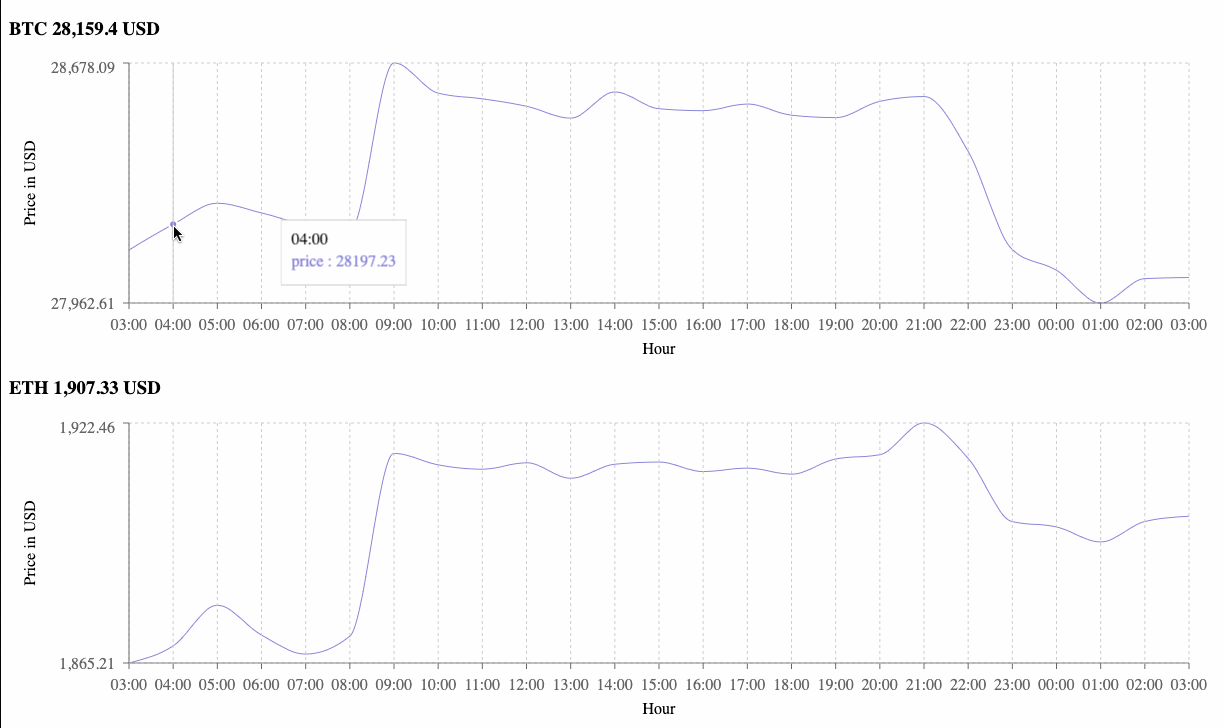 BTC 28,159.4 USD
28,678.09
Price in USD
04:00
price : 28197.23
27,962.61
03:00 04:00 05:00 06:00 07:00 08:00 09:00 10:00 11:00 12:00 13:00 14:00 15:00 16:00 17:00 18:00 19:00 20:00 21:00 22:00 23:00 00:00 01:00 02:00 03:00
Hour
ETH 1,907.33 USD
1,922.46
Price in USD
1,865.21
03:00 04:00 05:00 06:00 07:00 08:00 09:00 10:00 11:00 12:00 13:00 14:00 15:00 16:00 17:00 18:00 19:00 20:00 21:00 22:00 23:00 00:00 01:00 02:00 03:00
Hour